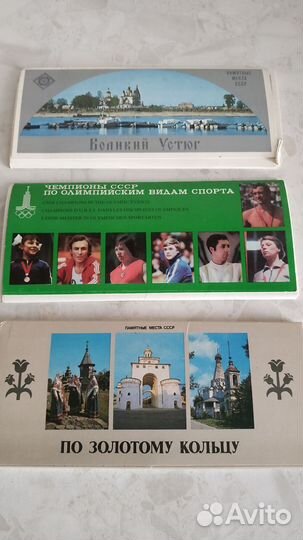 ПАМЯТНЫЕ
МЕСТА
СССР
Великий Устюг
ЧЕМПИОНЫ СССР
ПО ОЛИМПИЙСКИМ ВИДАМ СПОРТА
ПАМЯТНЫЕ МЕСТА СССР
ПО ЗОЛОТОМУ КОЛЬЦУ
Avito